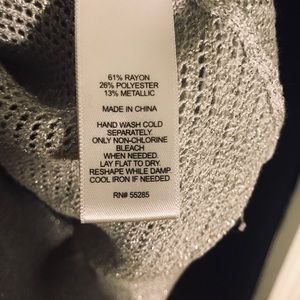 61% RAYON
26% POLYESTER
13% METALLIC
MADE IN CHINA
HAND WASH COLD
SEPARATELY
ONLY NON-CHLORINE
BLEACH
WHEN NEEDED.
LAY FLAT TO DRY.
RESHAPE WHILE DAMP
COOL IRON IF NEEDED
RN# 55285